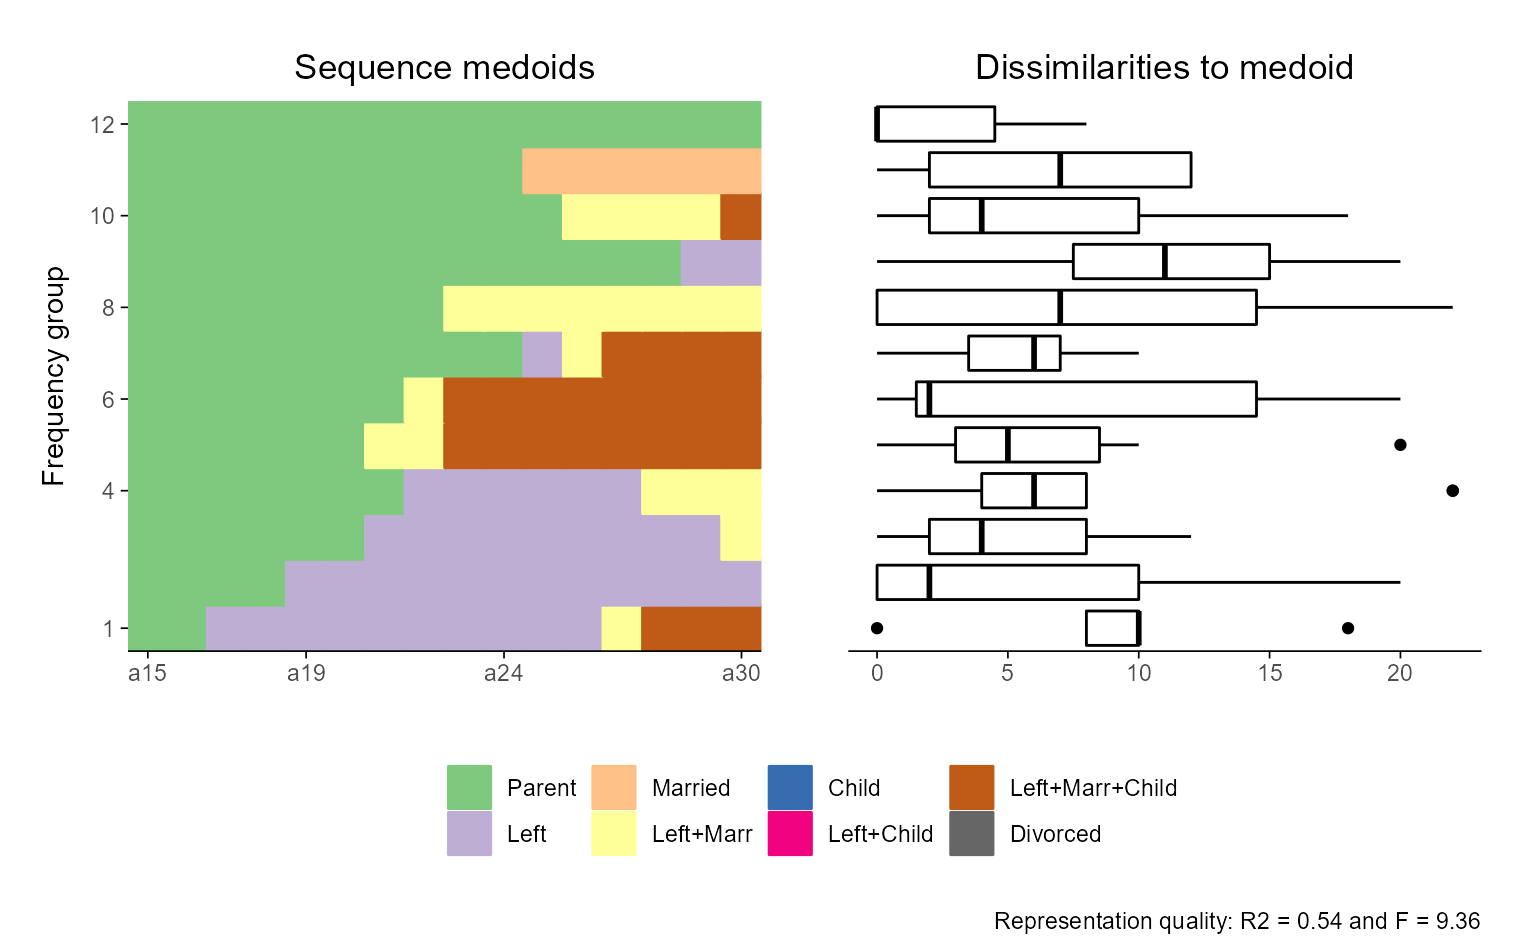 Sequence medoids
Dissimilarities to medoid
Frequency group
12
10
8
6
4
1
a15 a19 a24 a30
0 5 10 15 20
Parent Married Child Left+Marr+Child
Left Left+Marr Left+Child Divorced
Representation quality: R2 = 0.54 and F = 9.36